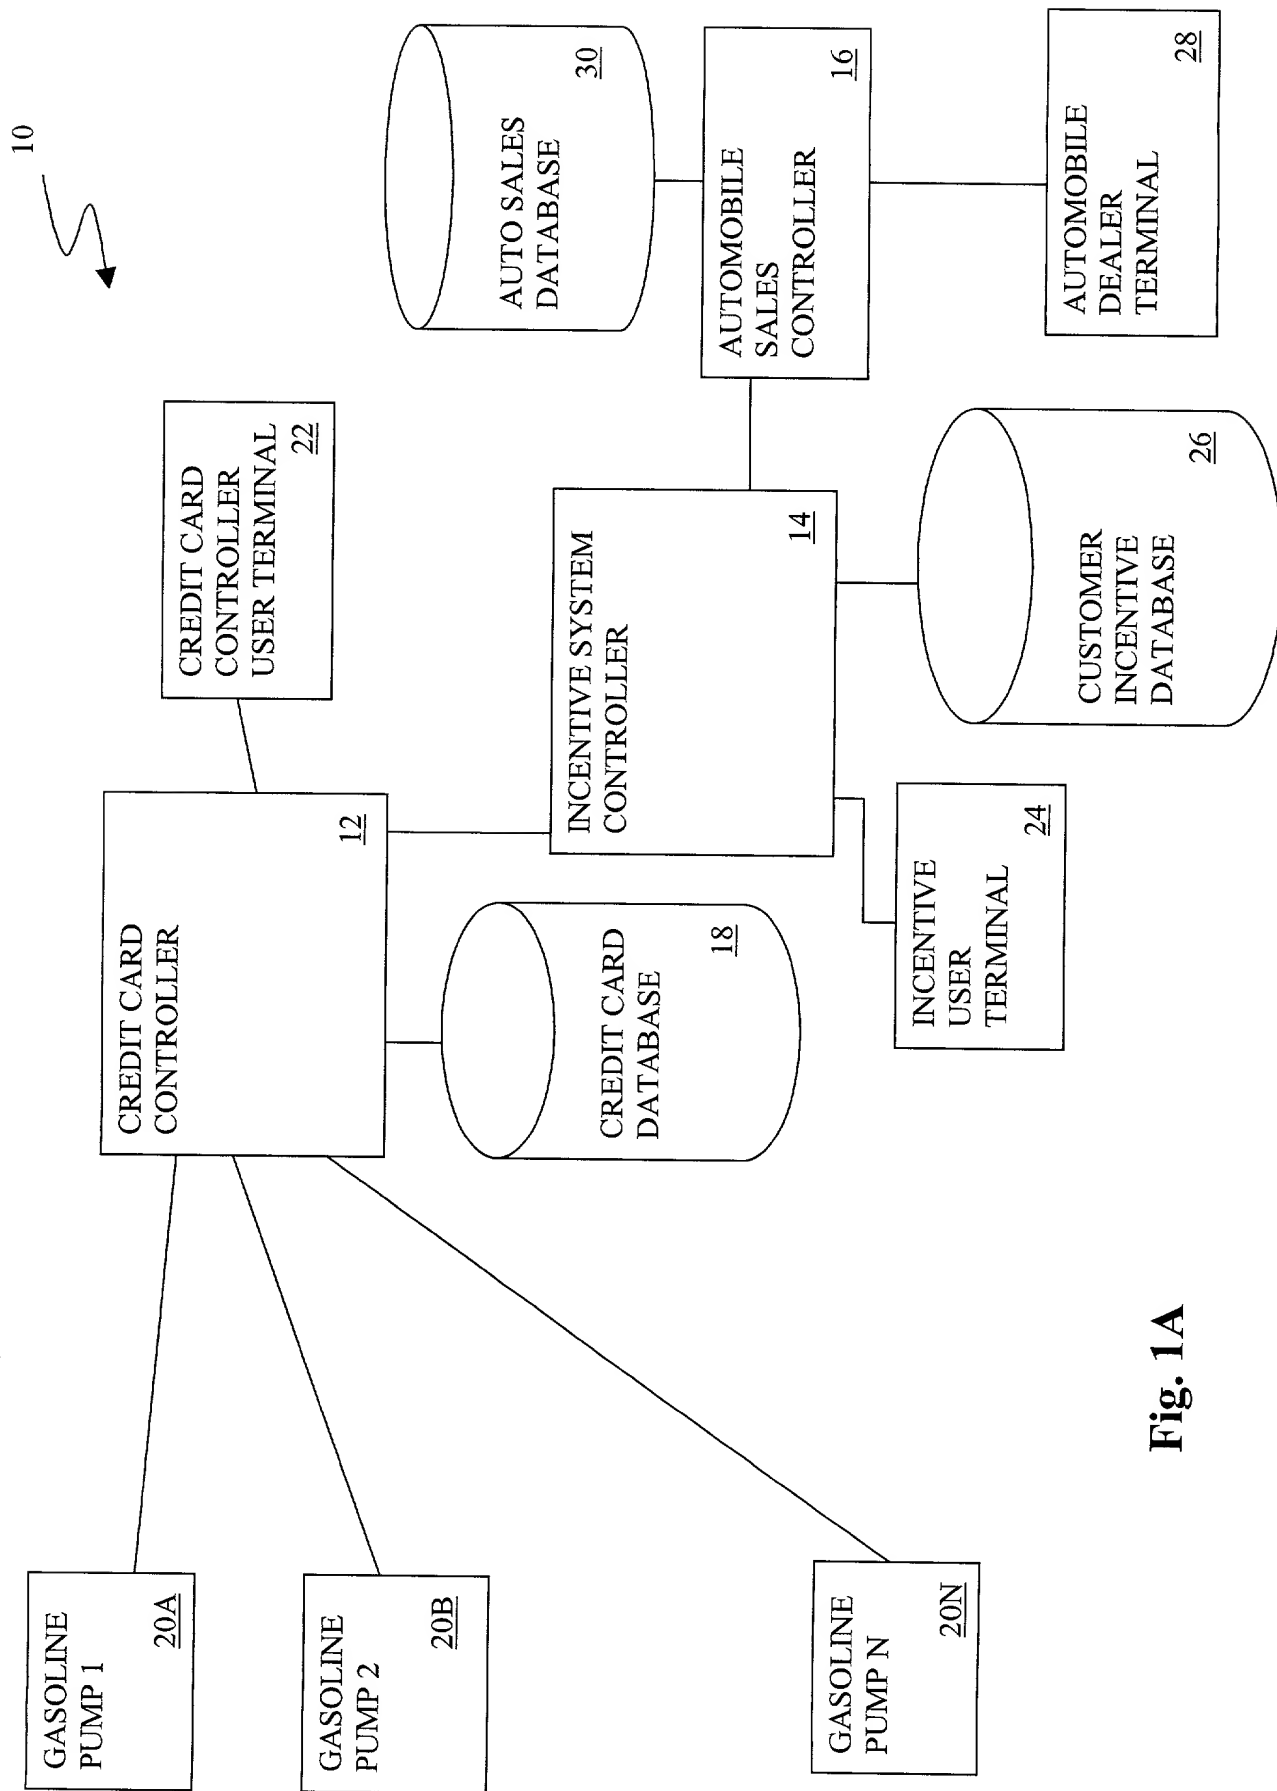 10
GASOLINE
PUMP 1
20A
GASOLINE
PUMP 2
20B
GASOLINE
PUMP N
20N
CREDIT CARD
CONTROLLER
12
CREDIT CARD
CONTROLLER
USER TERMINAL
22
CREDIT CARD
DATABASE
18
INCENTIVE SYSTEM
CONTROLLER
14
INCENTIVE
USER
TERMINAL
24
CUSTOMER
INCENTIVE
DATABASE
26
AUTO SALES
DATABASE
30
AUTOMOBILE
SALES
CONTROLLER
16
AUTOMOBILE
DEALER
TERMINAL
28
Fig. 1A